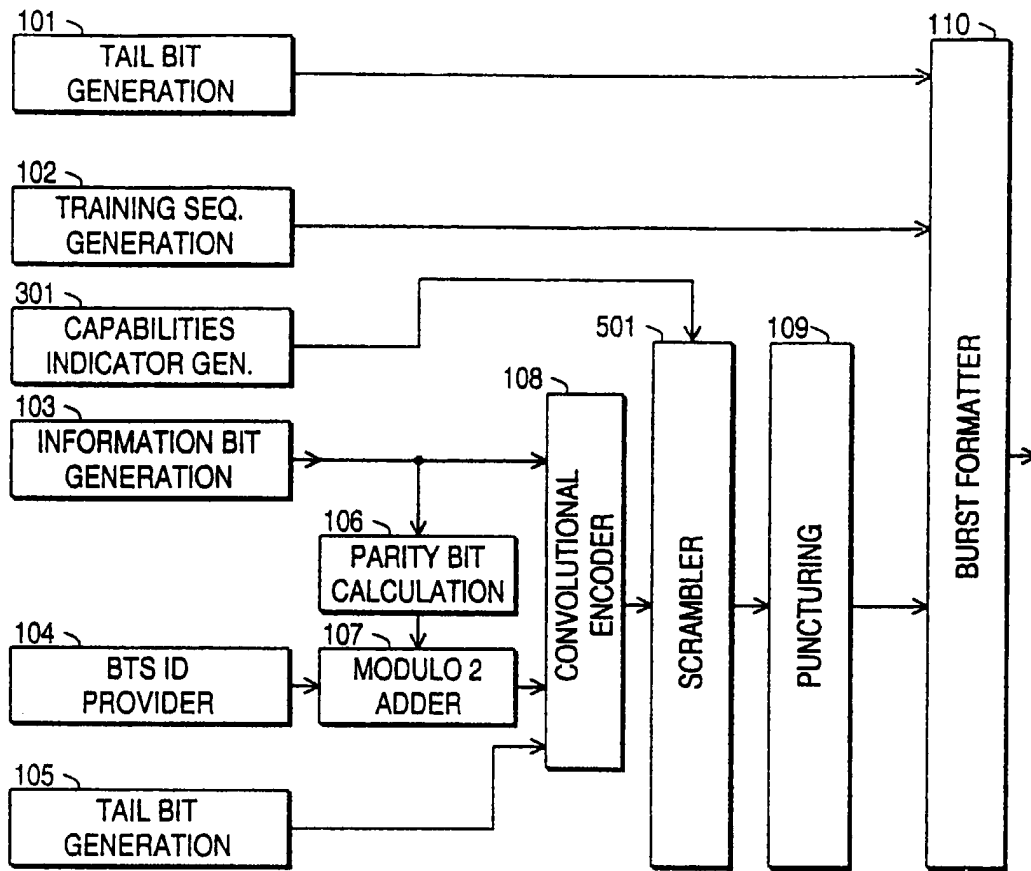 101
TAIL BIT
GENERATION
110
102
TRAINING SEQ.
GENERATION
301
CAPABILITIES
INDICATOR GEN.
501
109
103
INFORMATION BIT
GENERATION
108
106
PARITY BIT
CALCULATION
104
BTS ID
PROVIDER
107
MODULO 2
ADDER
105
TAIL BIT
GENERATION
CONVOLUTIONAL
ENCODER
SCRAMBLER
PUNCTURING
BURST FORMATTER